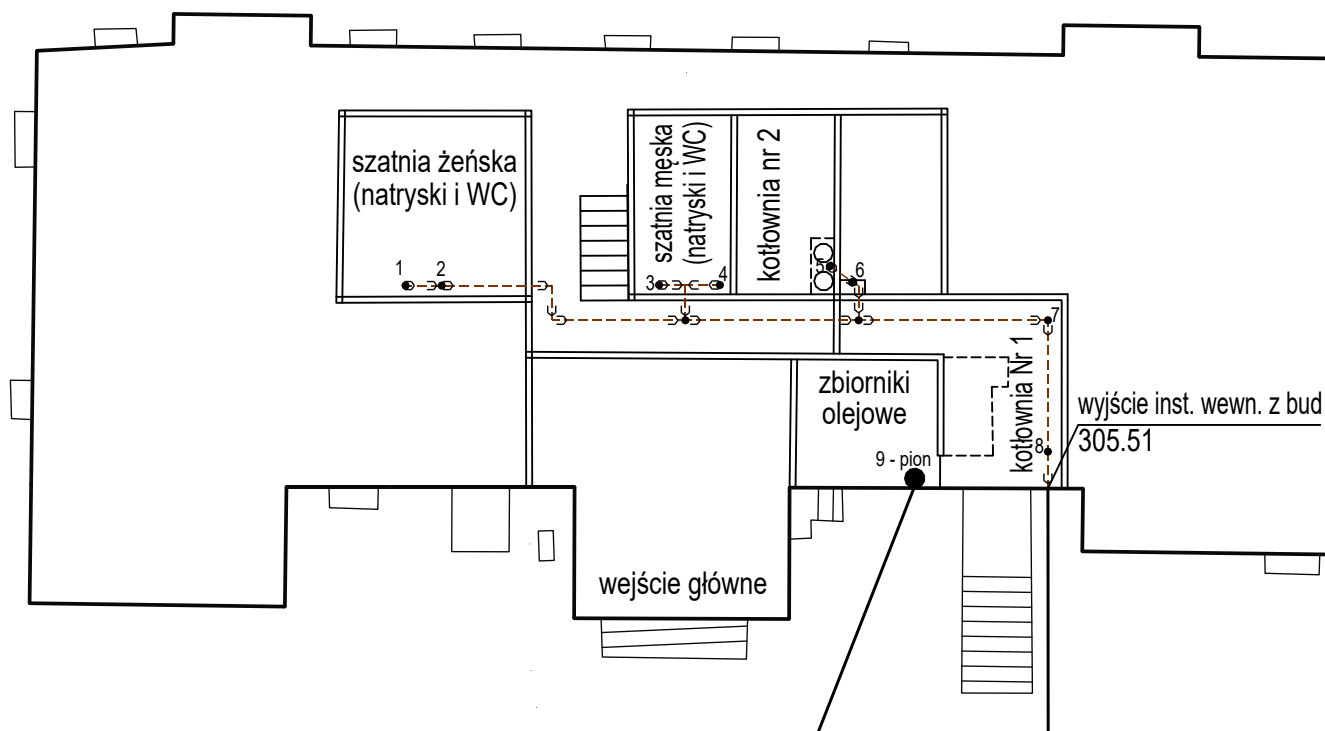 szatnia żeńska
(natryski i WC)
szatnia męska
(natryski i WC)
kotłownia nr 2
1
2
3
4
5
6
7
zbiorniki
olejowe
kotłownia Nr 1
wyjście inst. wewn. z bud
305.51
8
9 - pion
wejście główne